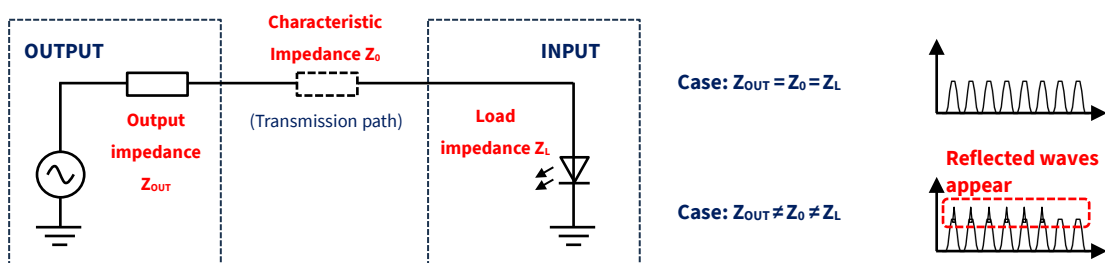 Characteristic
Impedance Z₀
OUTPUT
INPUT
(Transmission path)
Output
impedance
Z_OUT
Load
impedance Z_L
Case: Z_OUT = Z₀ = Z_L
Reflected waves
appear
Case: Z_OUT ≠ Z₀ ≠ Z_L